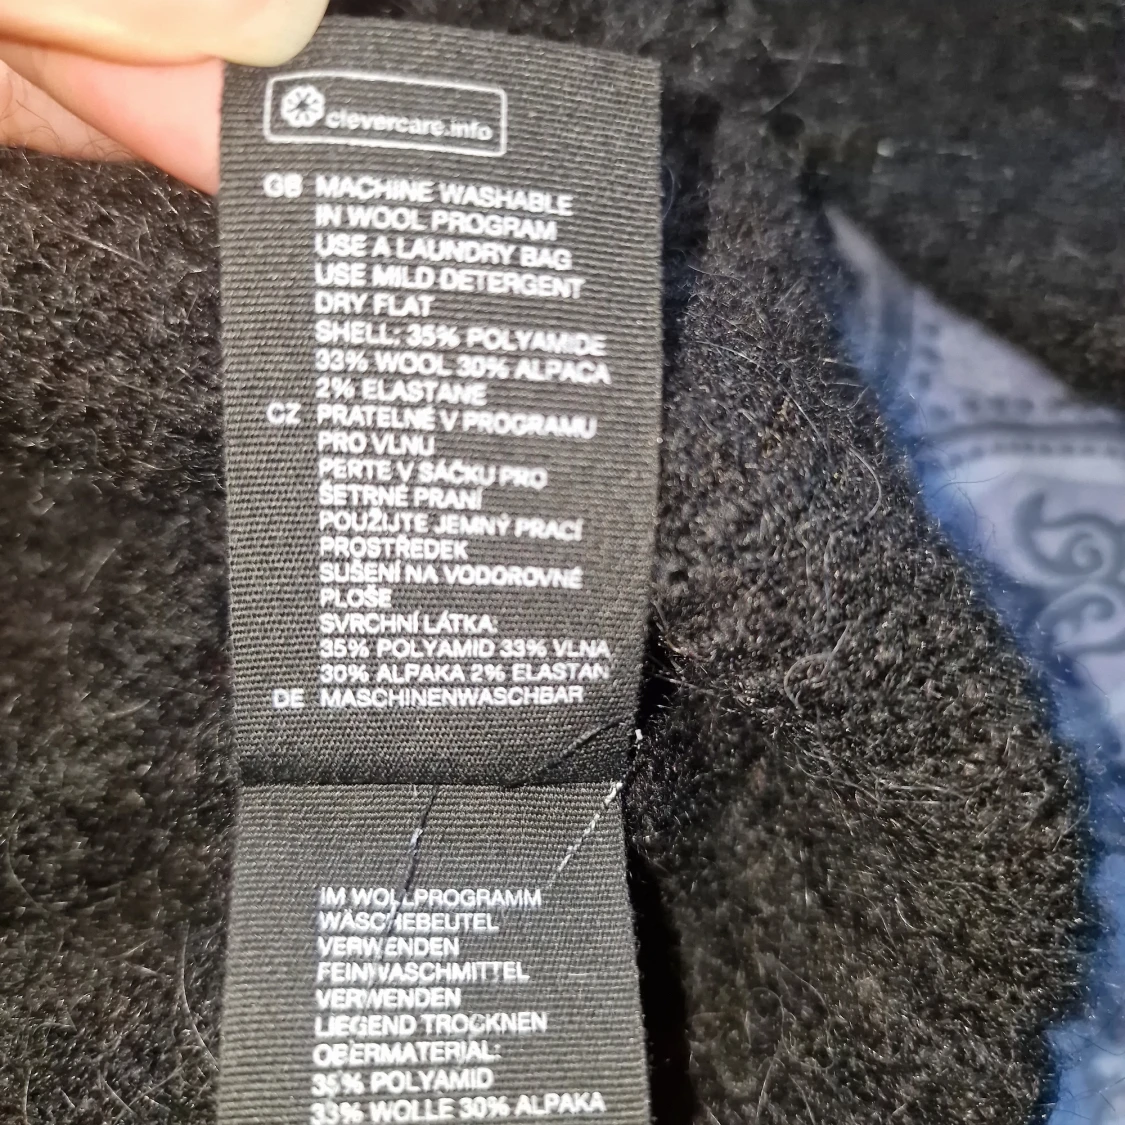 clevercare.info
GB MACHINE WASHABLE
IN WOOL PROGRAM
USE A LAUNDRY BAG
USE MILD DETERGENT
DRY FLAT
SHELL: 35% POLYAMIDE
33% WOOL 30% ALPACA
2% ELASTANE
CZ PRATELNÉ V PROGRAMU
PRO VLNU
PERTE V SÁČKU PRO
ŠETRNÉ PRANÍ
POUŽIJTE JEMNÝ PRACÍ
PROSTŘEDEK
SUŠENÍ NA VODOROVNÉ
PLOŠE
SVRCHNÍ LÁTKA:
35% POLYAMID 33% VLNA
30% ALPAKA 2% ELASTAN
DE MASCHINENWASCHBAR
IM WOLLPROGRAMM
WÄSCHEBEUTEL
VERWENDEN
FEINWASCHMITTEL
VERWENDEN
LIEGEND TROCKNEN
OBERMATERIAL:
35% POLYAMID
33% WOLLE 30% ALPAKA